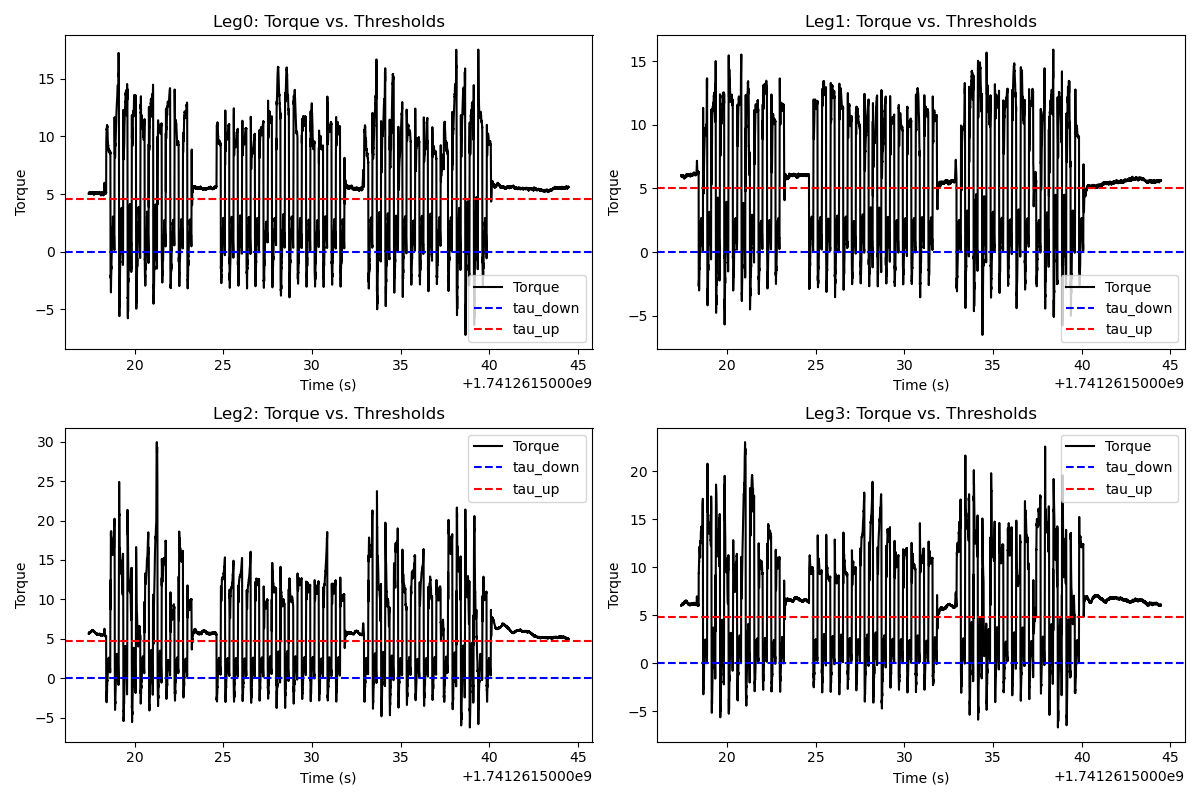 Leg0: Torque vs. Thresholds
Torque
15
10
5
0
−5
Torque
tau_down
tau_up
20
25
30
35
40
45
Time (s)
+1.7412615000e9
Leg1: Torque vs. Thresholds
Torque
15
10
5
0
−5
Torque
tau_down
tau_up
20
25
30
35
40
45
Time (s)
+1.7412615000e9
Leg2: Torque vs. Thresholds
Torque
30
25
20
15
10
5
0
−5
Torque
tau_down
tau_up
20
25
30
35
40
45
Time (s)
+1.7412615000e9
Leg3: Torque vs. Thresholds
Torque
20
15
10
5
0
−5
Torque
tau_down
tau_up
20
25
30
35
40
45
Time (s)
+1.7412615000e9